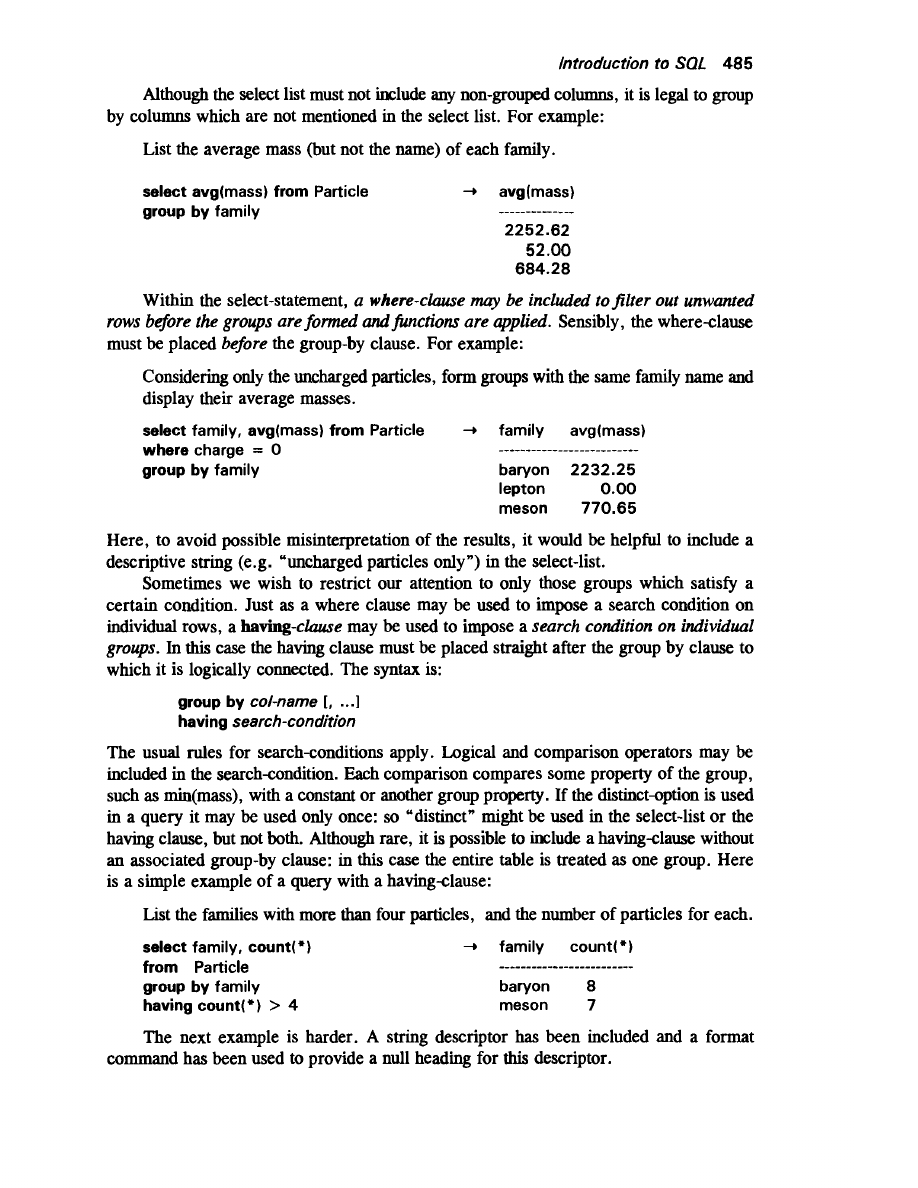 Introduction to SQL 485
Although the select list must not include any non-grouped columns, it is legal to group
by columns which are not mentioned in the select list. For example:
List the average mass (but not the name) of each family.
select avg(mass) from Particle → avg(mass)
group by family --------------
2252.62
52.00
684.28
Within the select-statement, a where-clause may be included to filter out unwanted
rows before the groups are formed and functions are applied. Sensibly, the where-clause
must be placed before the group-by clause. For example:
Considering only the uncharged particles, form groups with the same family name and
display their average masses.
select family, avg(mass) from Particle → family avg(mass)
where charge = 0 --------------------------
group by family baryon 2232.25
lepton 0.00
meson 770.65
Here, to avoid possible misinterpretation of the results, it would be helpful to include a
descriptive string (e.g. “uncharged particles only”) in the select-list.
Sometimes we wish to restrict our attention to only those groups which satisfy a
certain condition. Just as a where clause may be used to impose a search condition on
individual rows, a having-clause may be used to impose a search condition on individual
groups. In this case the having clause must be placed straight after the group by clause to
which it is logically connected. The syntax is:
group by col-name [, ...]
having search-condition
The usual rules for search-conditions apply. Logical and comparison operators may be
included in the search-condition. Each comparison compares some property of the group,
such as min(mass), with a constant or another group property. If the distinct-option is used
in a query it may be used only once: so “distinct” might be used in the select-list or the
having clause, but not both. Although rare, it is possible to include a having-clause without
an associated group-by clause: in this case the entire table is treated as one group. Here
is a simple example of a query with a having-clause:
List the families with more than four particles, and the number of particles for each.
select family, count(*) → family count(*)
from Particle -------------------------
group by family baryon 8
having count(*) > 4 meson 7
The next example is harder. A string descriptor has been included and a format
command has been used to provide a null heading for this descriptor.